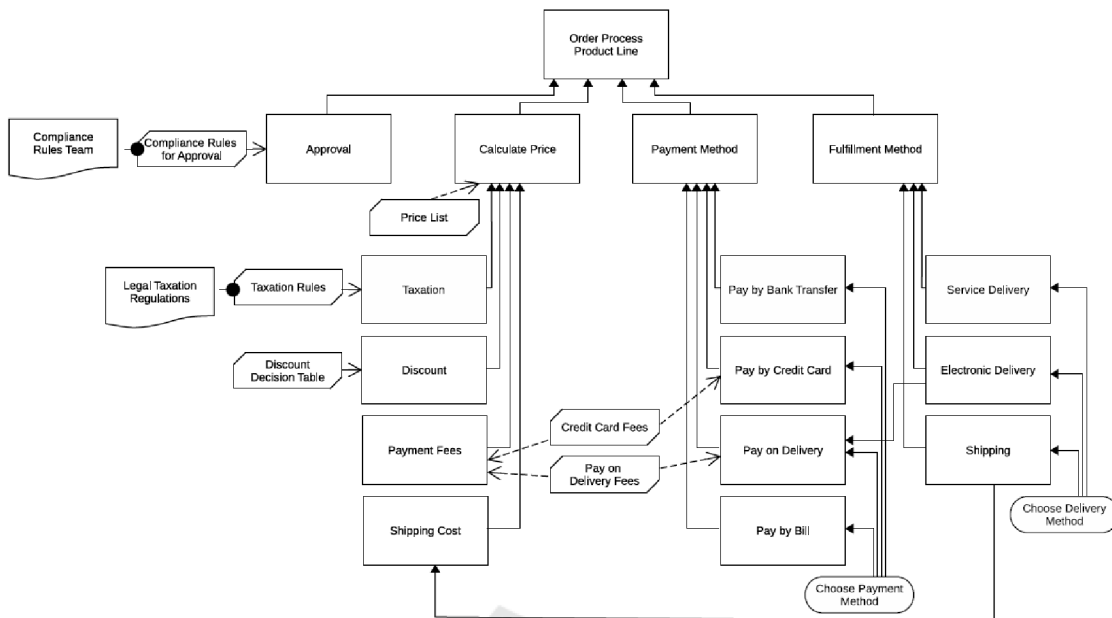 Order Process
Product Line
Compliance
Rules Team
Compliance Rules
for Approval
Approval
Calculate Price
Payment Method
Fulfillment Method
Price List
Legal Taxation
Regulations
Taxation Rules
Taxation
Pay by Bank Transfer
Service Delivery
Discount
Decision Table
Discount
Pay by Credit Card
Electronic Delivery
Credit Card Fees
Payment Fees
Pay on
Delivery Fees
Pay on Delivery
Shipping
Choose Delivery
Method
Shipping Cost
Pay by Bill
Choose Payment
Method